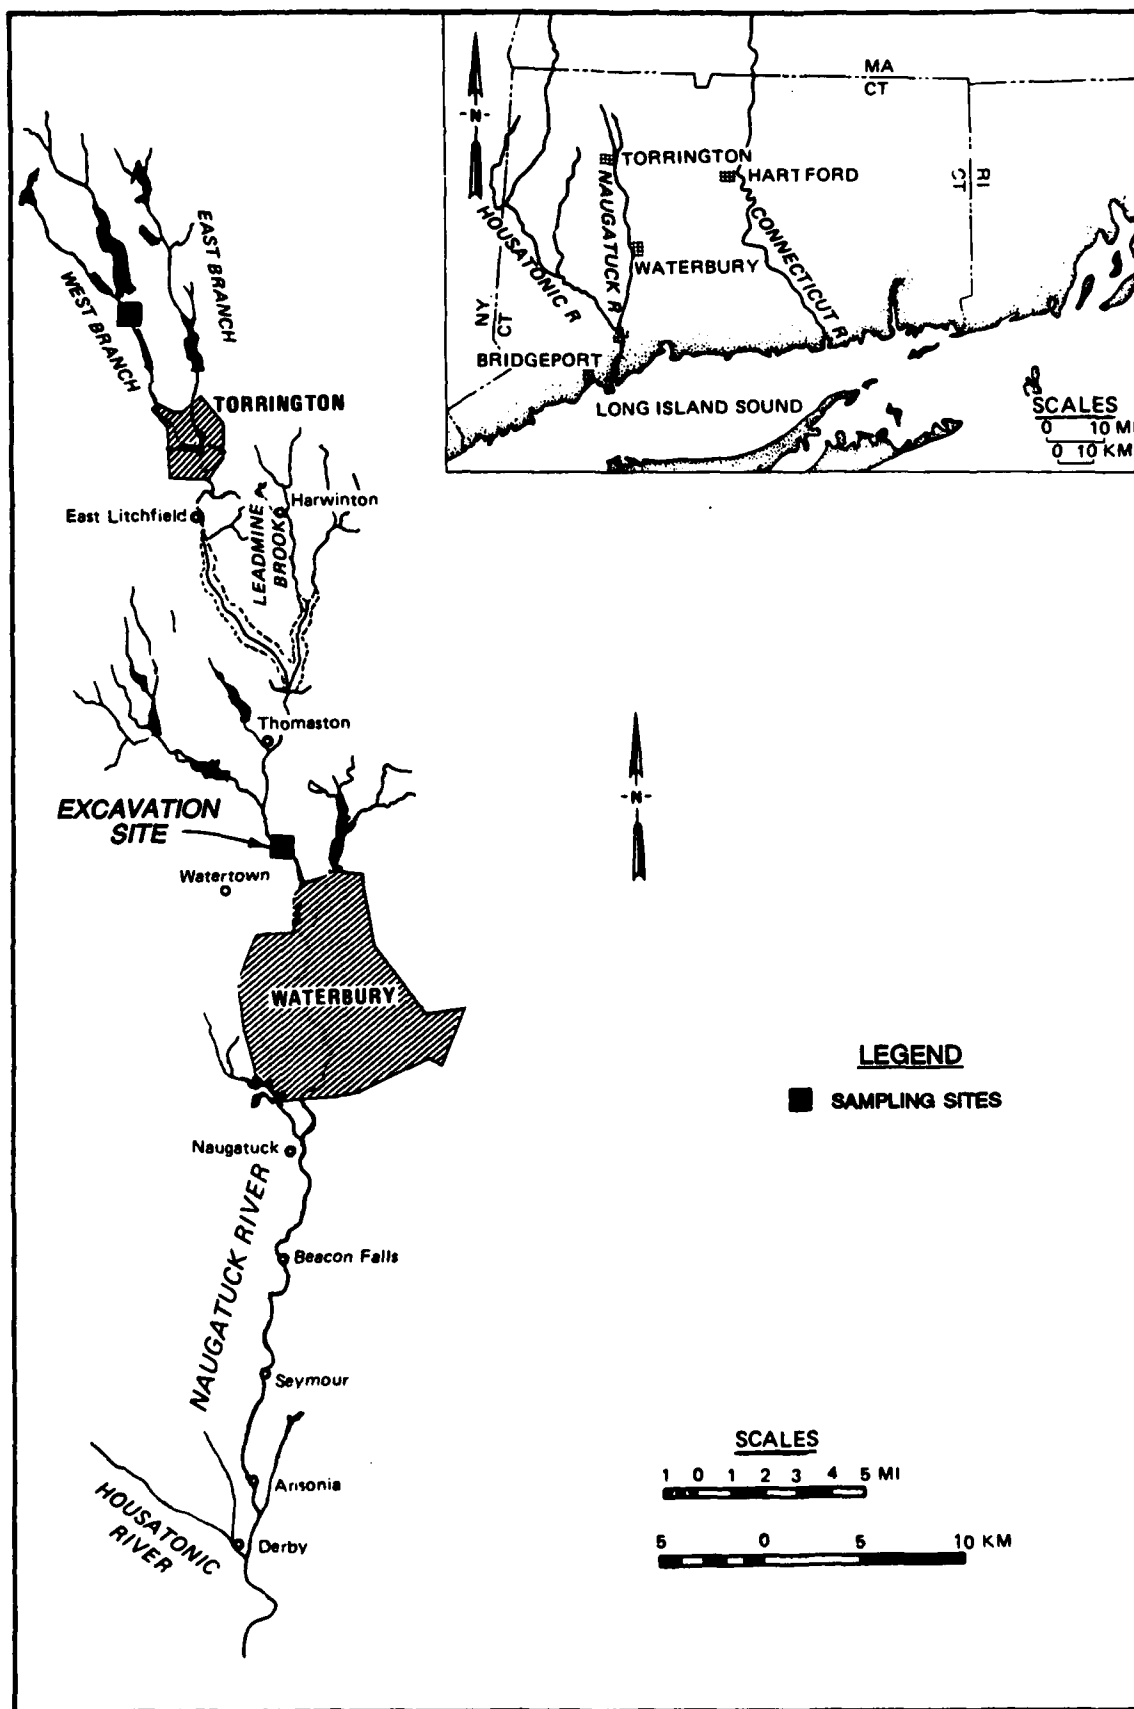 MA
CT
-N-
TORRINGTON
HARTFORD
RI
CT
NAUGATUCK R
HOUSATONIC R
CONNECTICUT R
WATERBURY
NY
CT
BRIDGEPORT
LONG ISLAND SOUND
SCALES
0 10 MI
0 10 KM
EAST BRANCH
WEST BRANCH
TORRINGTON
Harwinton
East Litchfield
LEADMINE
BROOK
Thomaston
-N-
EXCAVATION
SITE
Watertown
WATERBURY
LEGEND
SAMPLING SITES
Naugatuck
NAUGATUCK RIVER
Beacon Falls
Seymour
SCALES
1 0 1 2 3 4 5 MI
Ansonia
HOUSATONIC
RIVER
Derby
5 0 5 10 KM